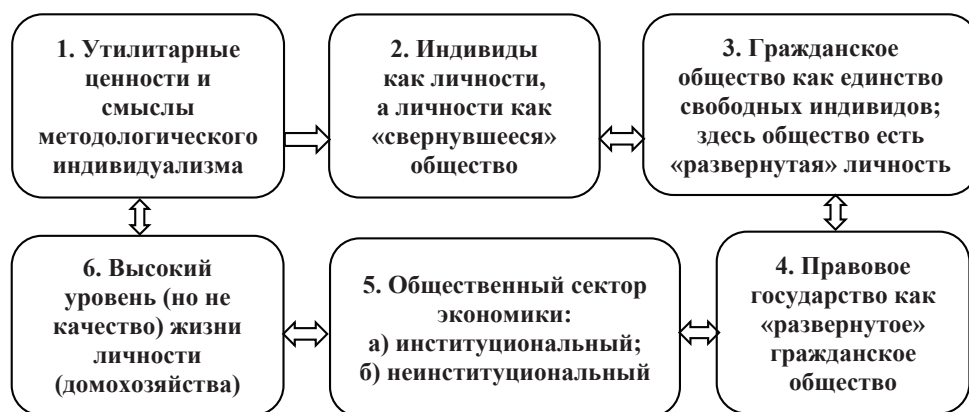 1. Утилитарные
ценности и
смыслы
методологического
индивидуализма
2. Индивиды
как личности,
а личности как
«свернувшееся»
общество
3. Гражданское
общество как единство
свободных индивидов;
здесь общество есть
«развернутая» личность
4. Правовое
государство как
«развернутое»
гражданское
общество
5. Общественный сектор
экономики:
а) институциональный;
б) неинституциональный
6. Высокий
уровень (но не
качество) жизни
личности
(домохозяйства)